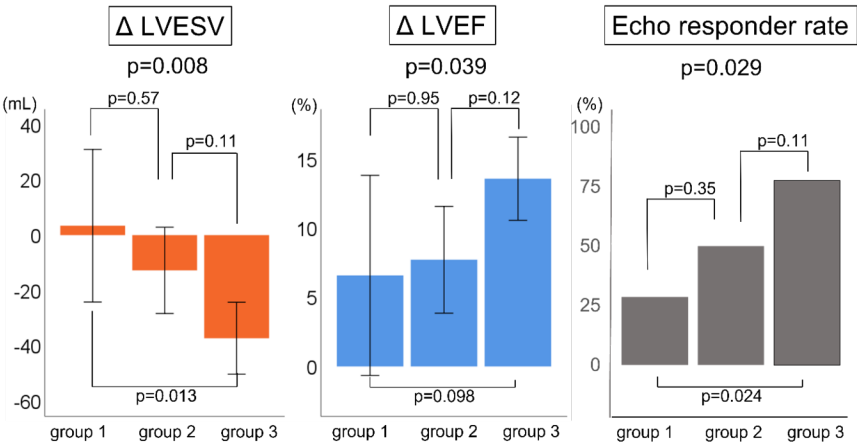 Δ LVESV
p=0.008
(mL)
p=0.57
p=0.11
40
20
0
-20
-40
-60
p=0.013
group 1 group 2 group 3
Δ LVEF
p=0.039
(%)
p=0.95
p=0.12
15
10
5
0
p=0.098
group 1 group 2 group 3
Echo responder rate
p=0.029
(%)
100
p=0.11
75
p=0.35
50
25
0
p=0.024
group 1 group 2 group 3